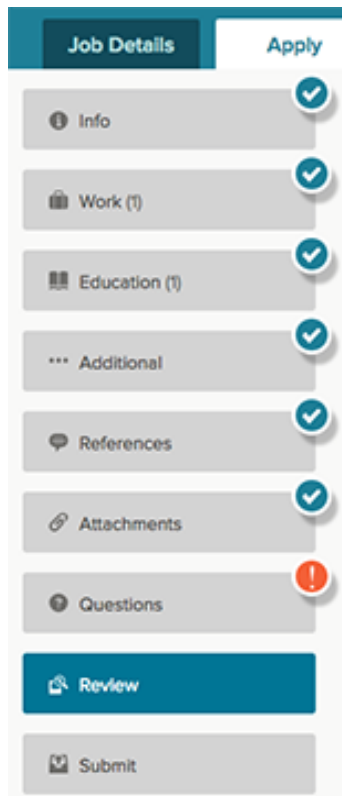 Job Details
Apply
Info
Work (1)
Education (1)
Additional
References
Attachments
Questions
Review
Submit